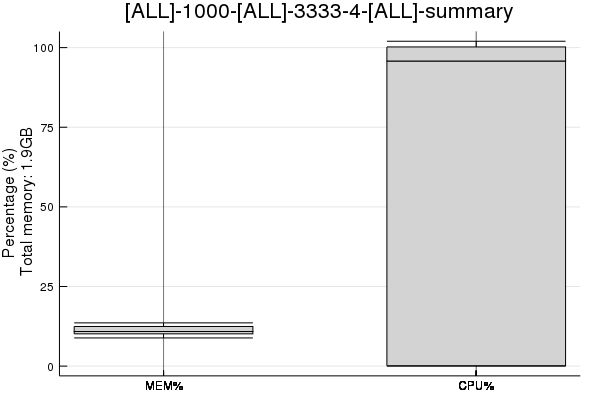 [ALL]-1000-[ALL]-3333-4-[ALL]-summary
Percentage (%)
Total memory: 1.9GB
100
75
50
25
0
MEM%
CPU%